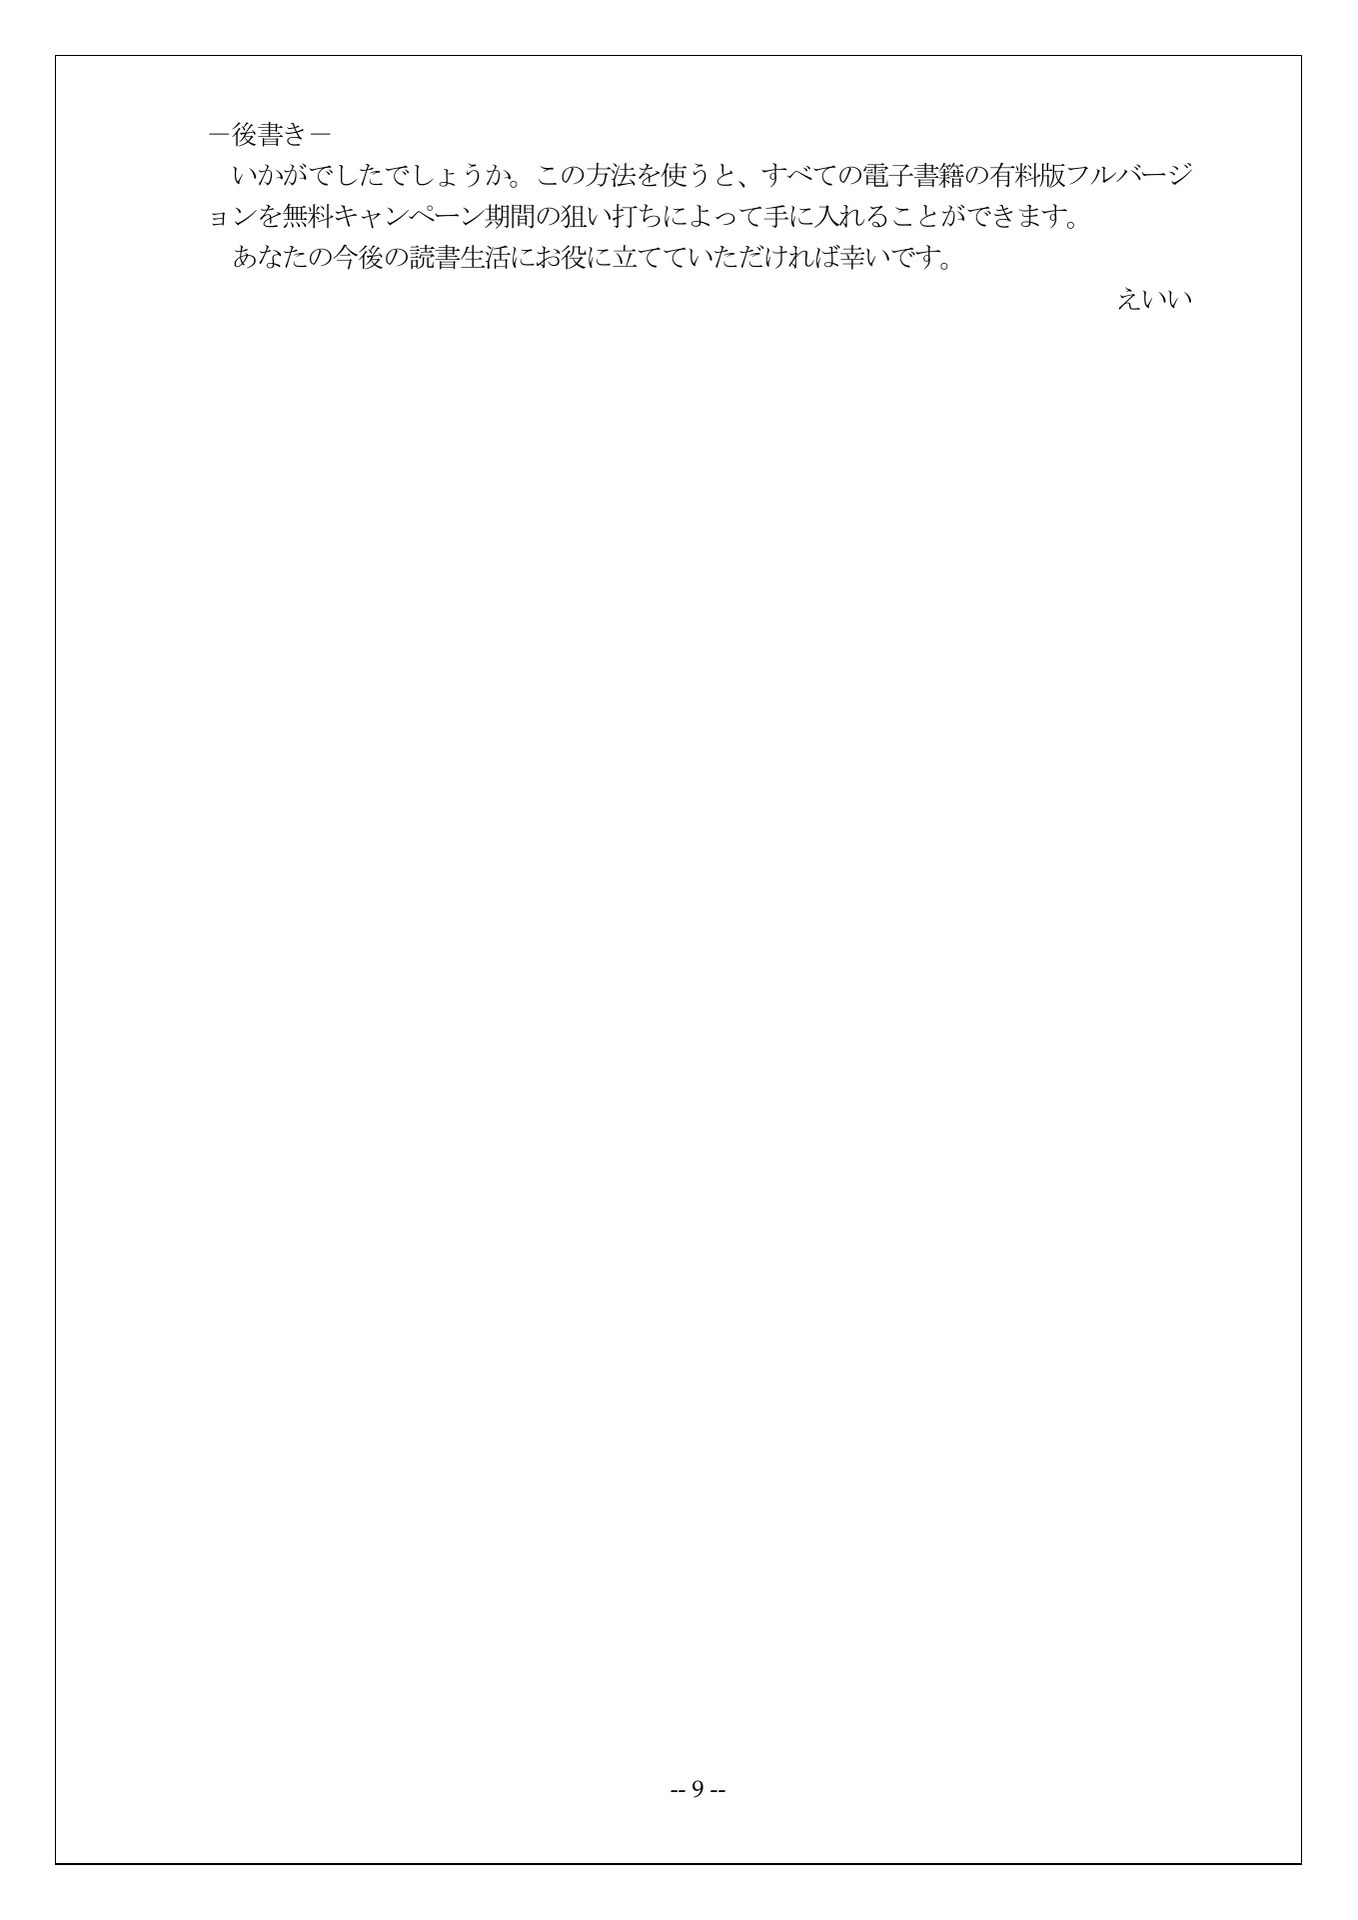 －後書き－
　いかがでしたでしょうか。この方法を使うと、すべての電子書籍の有料版フルバージ
ョンを無料キャンペーン期間の狙い打ちによって手に入れることができます。
　あなたの今後の読書生活にお役に立てていただければ幸いです。
えいい
-- 9 --